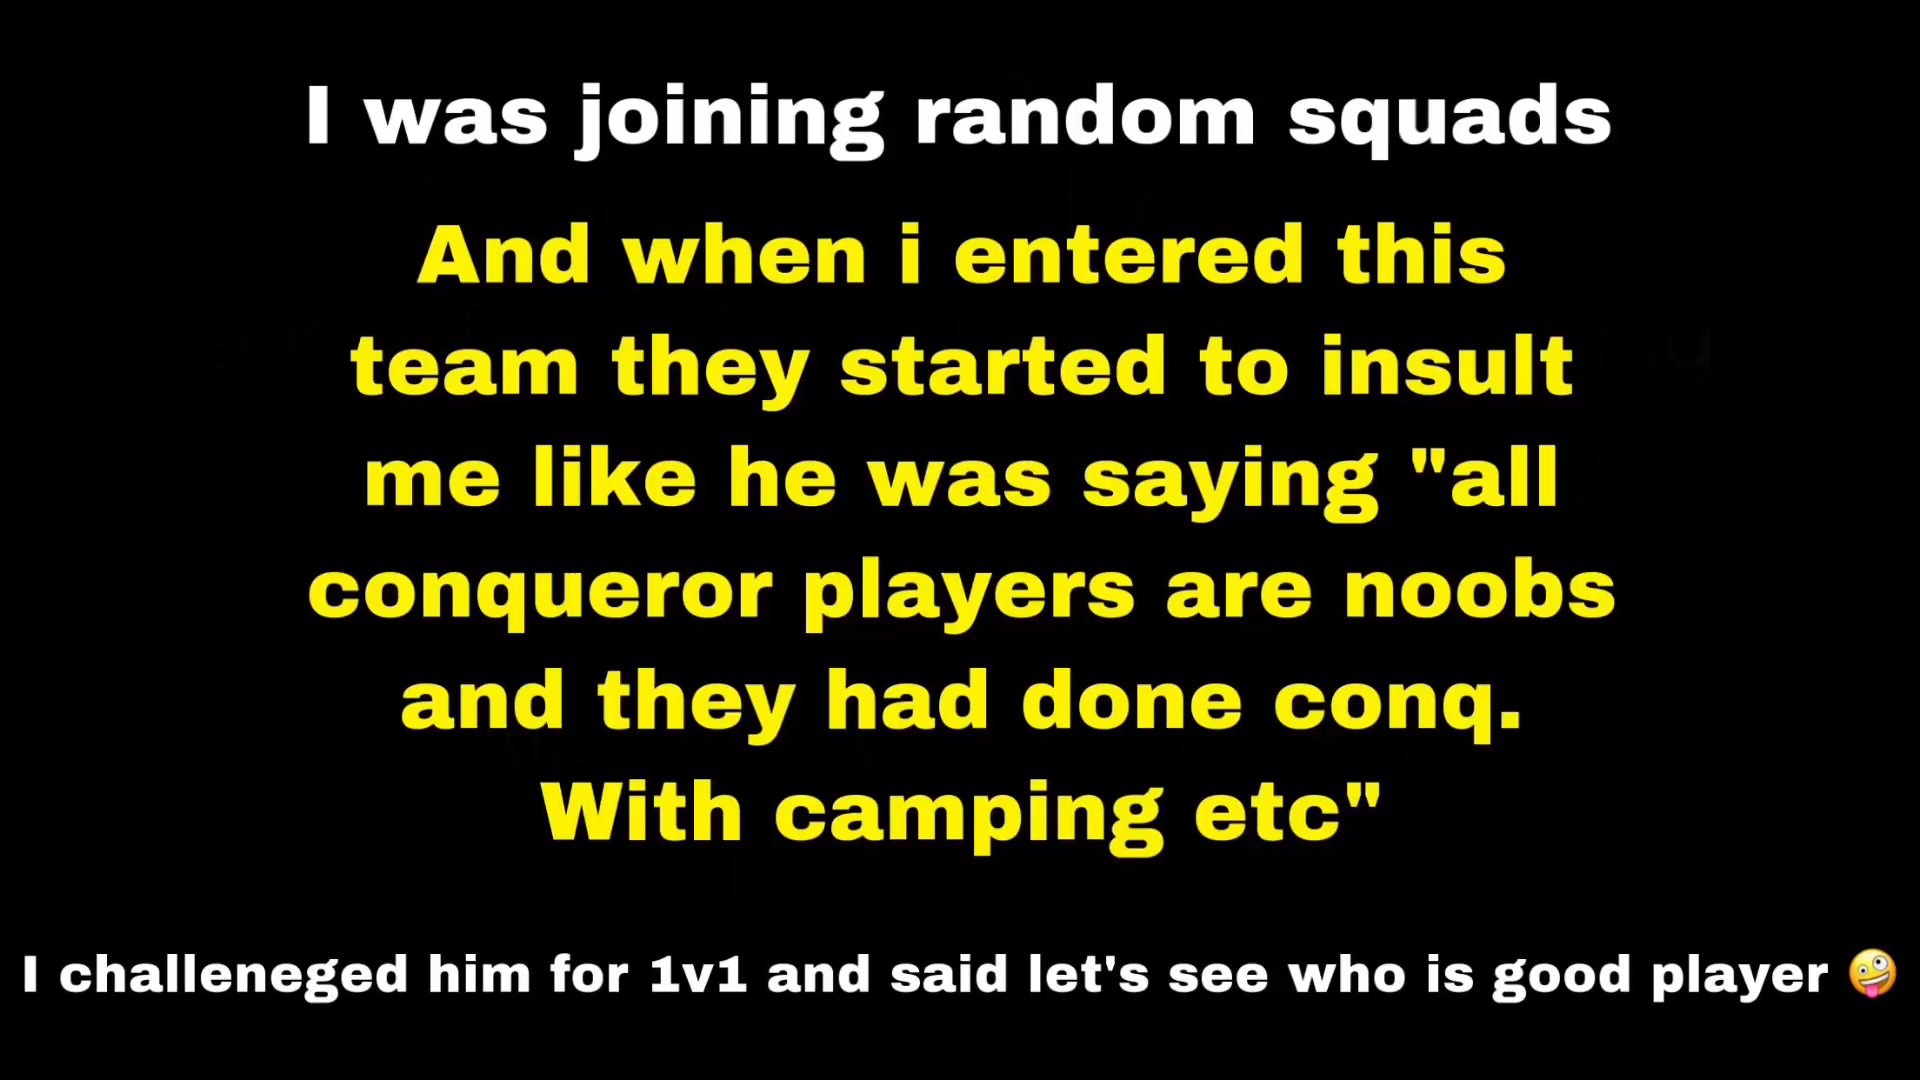 I was joining random squads
And when i entered this
team they started to insult
me like he was saying "all
conqueror players are noobs
and they had done conq.
With camping etc"
I challeneged him for 1v1 and said let's see who is good player 🤪